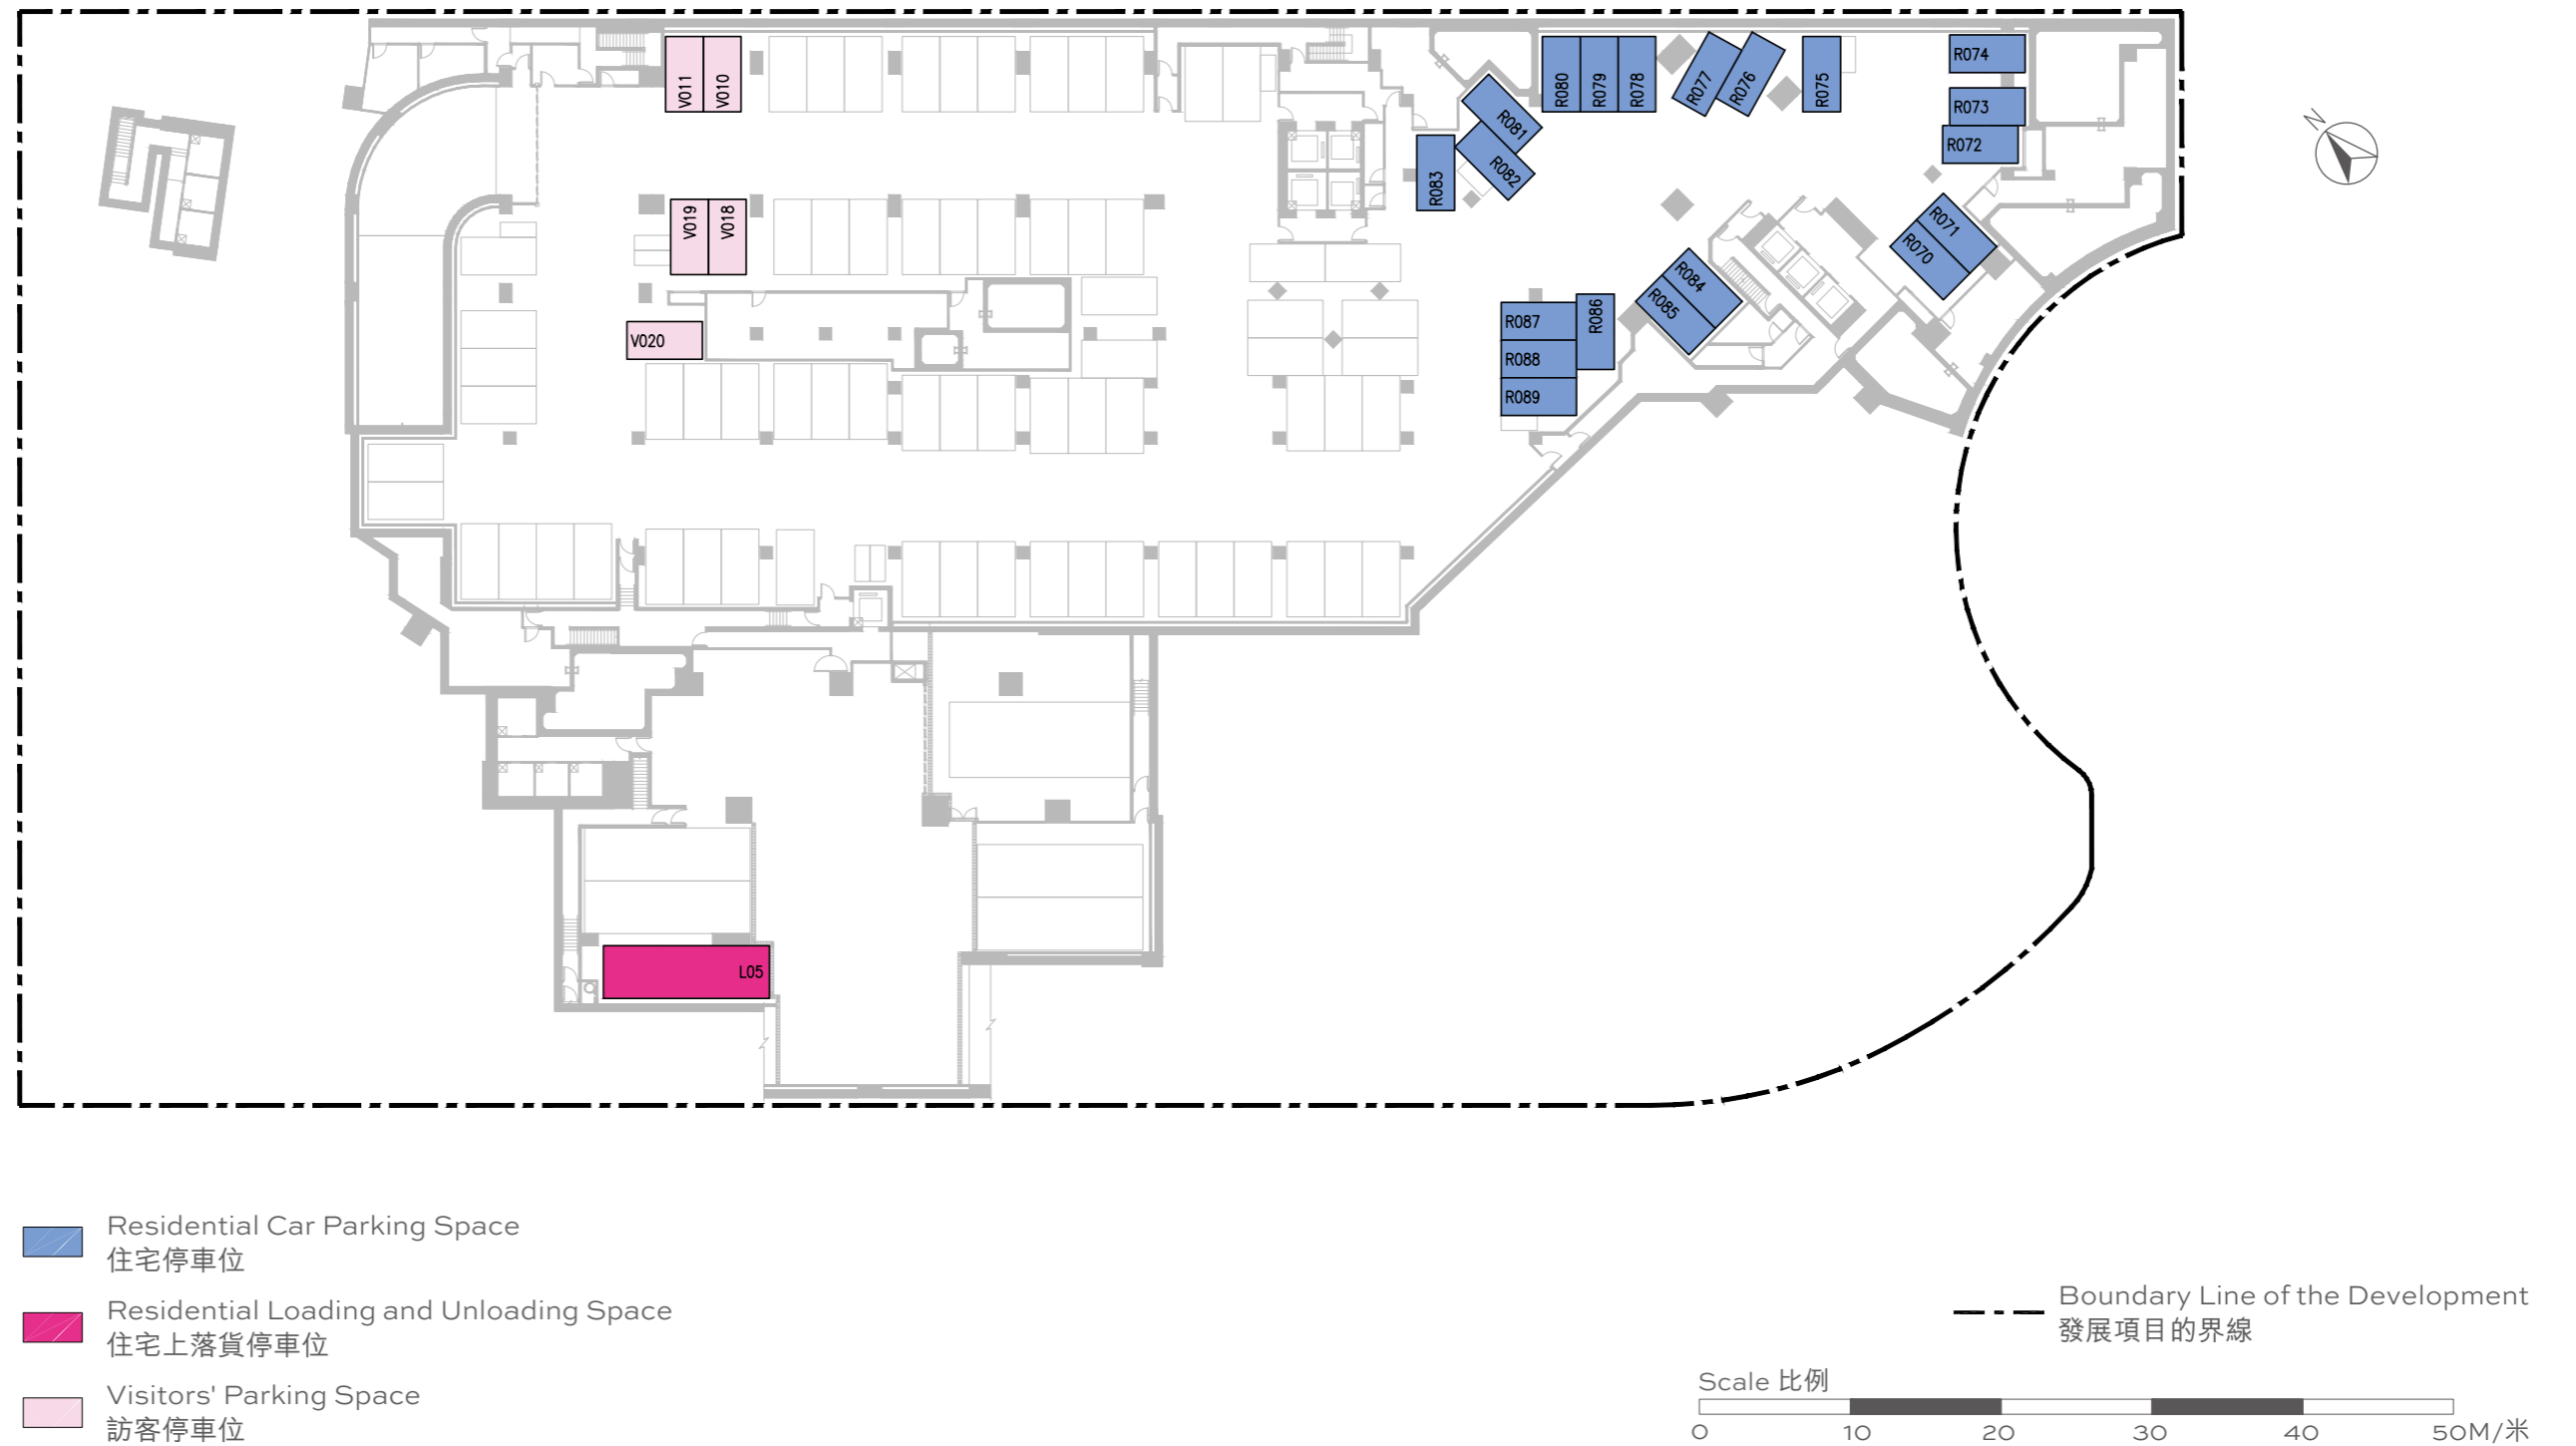 V011
V010
R080
R079
R078
R077
R076
R075
R074
R073
R072
R081
R082
R083
N
V019
V018
R071
R070
R084
R085
R086
R087
R088
R089
V020
L05
Residential Car Parking Space
住宅停車位
Residential Loading and Unloading Space
住宅上落貨停車位
Visitors' Parking Space
訪客停車位
Boundary Line of the Development
發展項目的界線
Scale 比例
0 10 20 30 40 50M/米